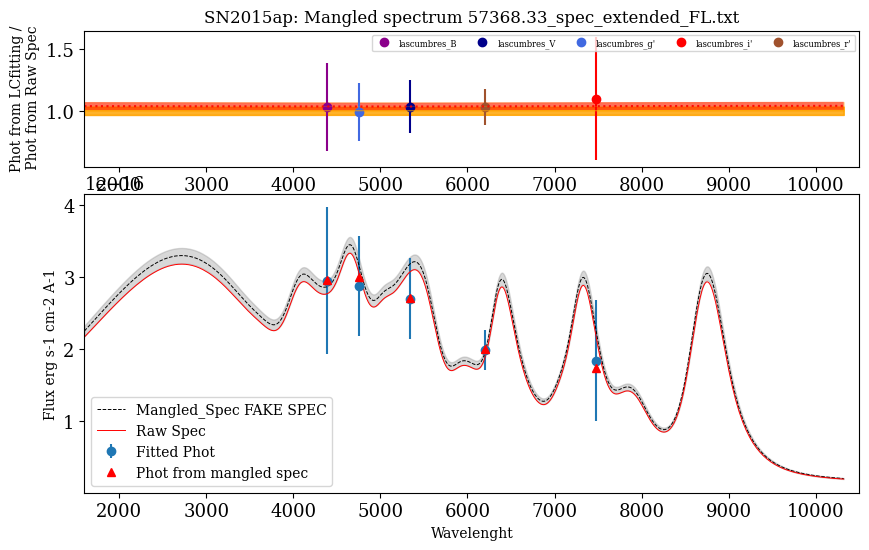 SN2015ap: Mangled spectrum 57368.33_spec_extended_FL.txt
Phot from LCfitting /
Phot from Raw Spec
1.5
1.0
lascumbres_B lascumbres_V lascumbres_g' lascumbres_i' lascumbres_r'
2000 3000 4000 5000 6000 7000 8000 9000 10000
1e−16
Flux erg s-1 cm-2 A-1
4
3
2
1
Mangled_Spec FAKE SPEC
Raw Spec
Fitted Phot
Phot from mangled spec
2000 3000 4000 5000 6000 7000 8000 9000 10000
Wavelenght